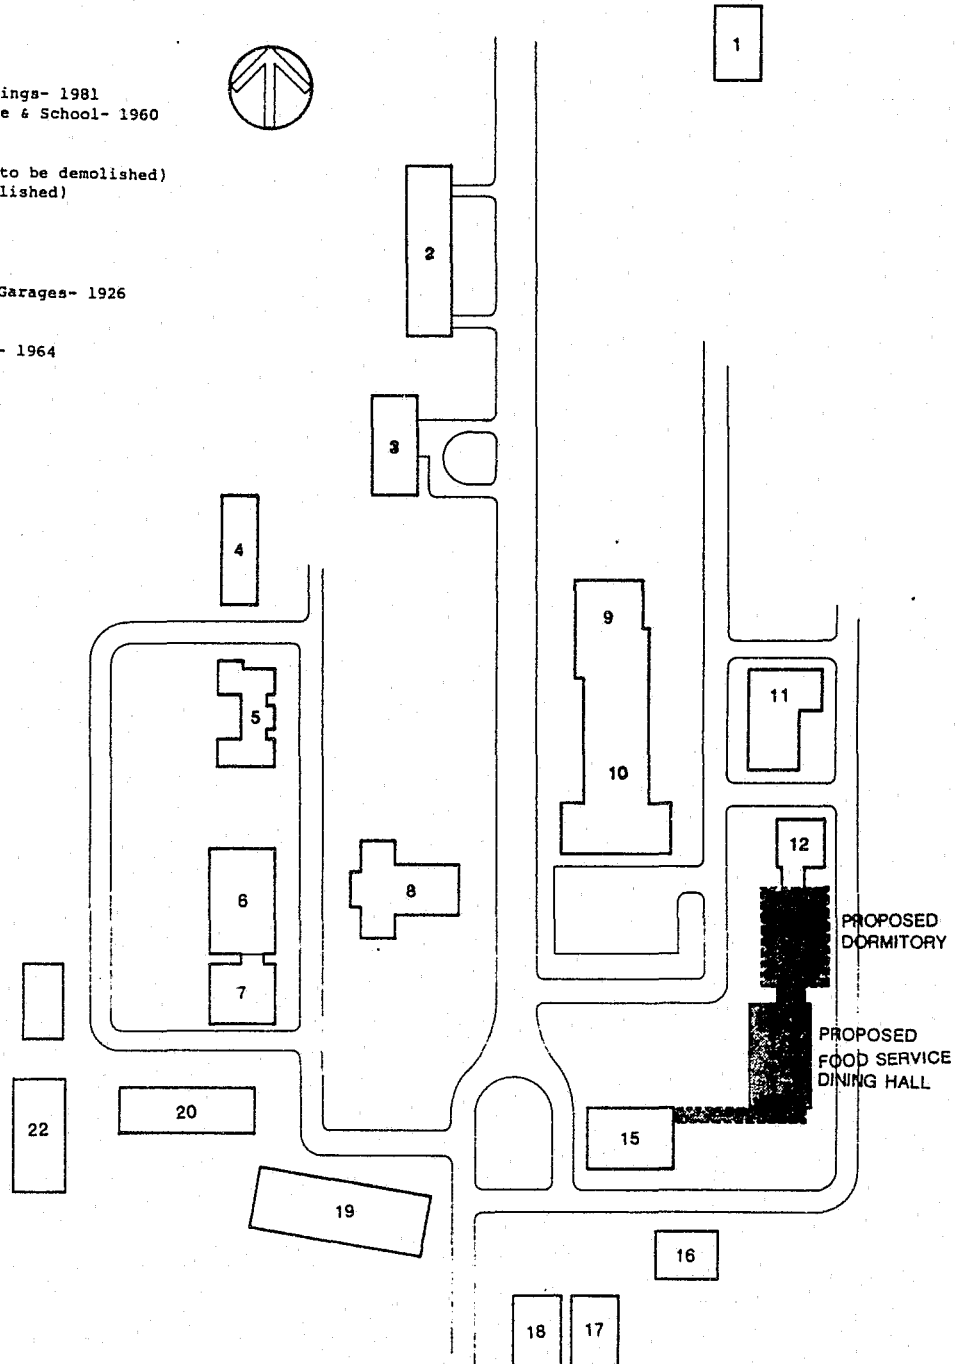 1
ings- 1981
e & School- 1960
to be demolished)
lished)
2
Garages- 1926
- 1964
3
4
9
5
11
10
12
8
6
PROPOSED
DORMITORY
7
PROPOSED
FOOD SERVICE
DINING HALL
20
22
15
19
16
18
17